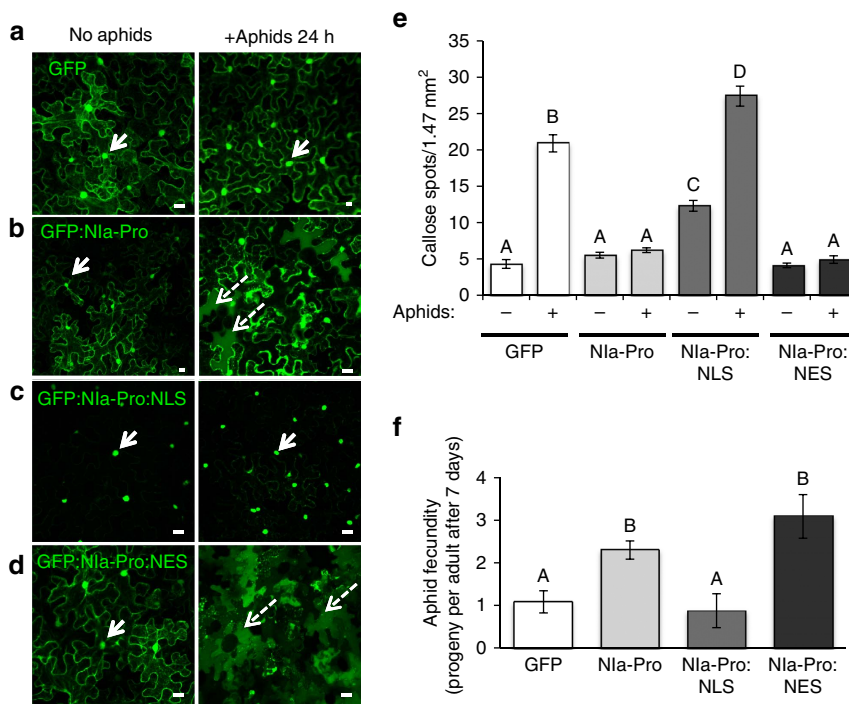 a
No aphids
+Aphids 24 h
GFP
b
GFP:NIa-Pro
c
GFP:NIa-Pro:NLS
d
GFP:NIa-Pro:NES
e
Callose spots/1.47 mm²
35
30
25
20
15
10
5
0
A
B
A
A
C
D
A
A
Aphids:
– + – + – + – +
GFP
NIa-Pro
NIa-Pro:
NLS
NIa-Pro:
NES
f
Aphid fecundity
(progeny per adult after 7 days)
4
3
2
1
0
A
B
A
B
GFP
NIa-Pro
NIa-Pro:
NLS
NIa-Pro:
NES